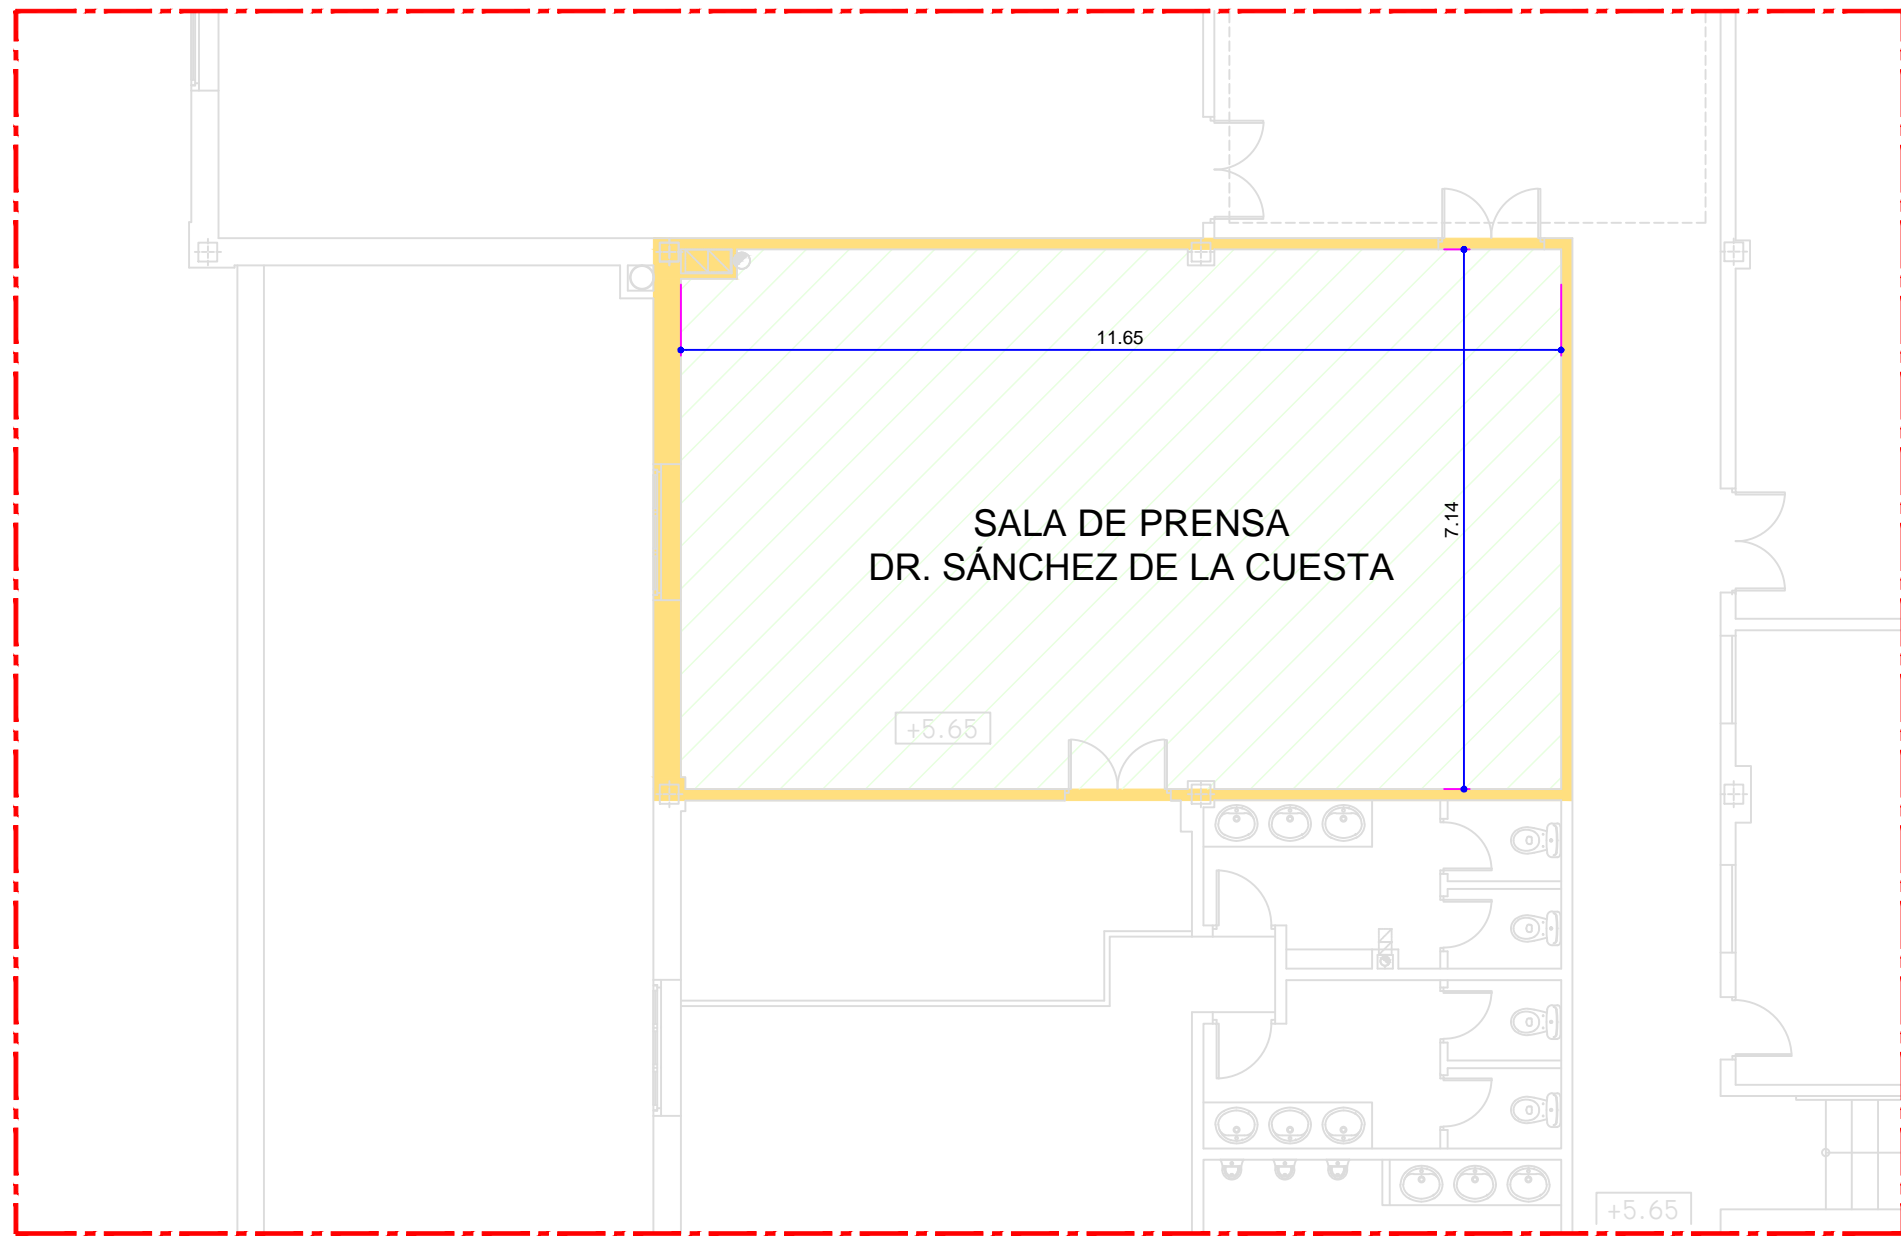 11.65
7.14
SALA DE PRENSA
DR. SÁNCHEZ DE LA CUESTA
+5.65
+5.65